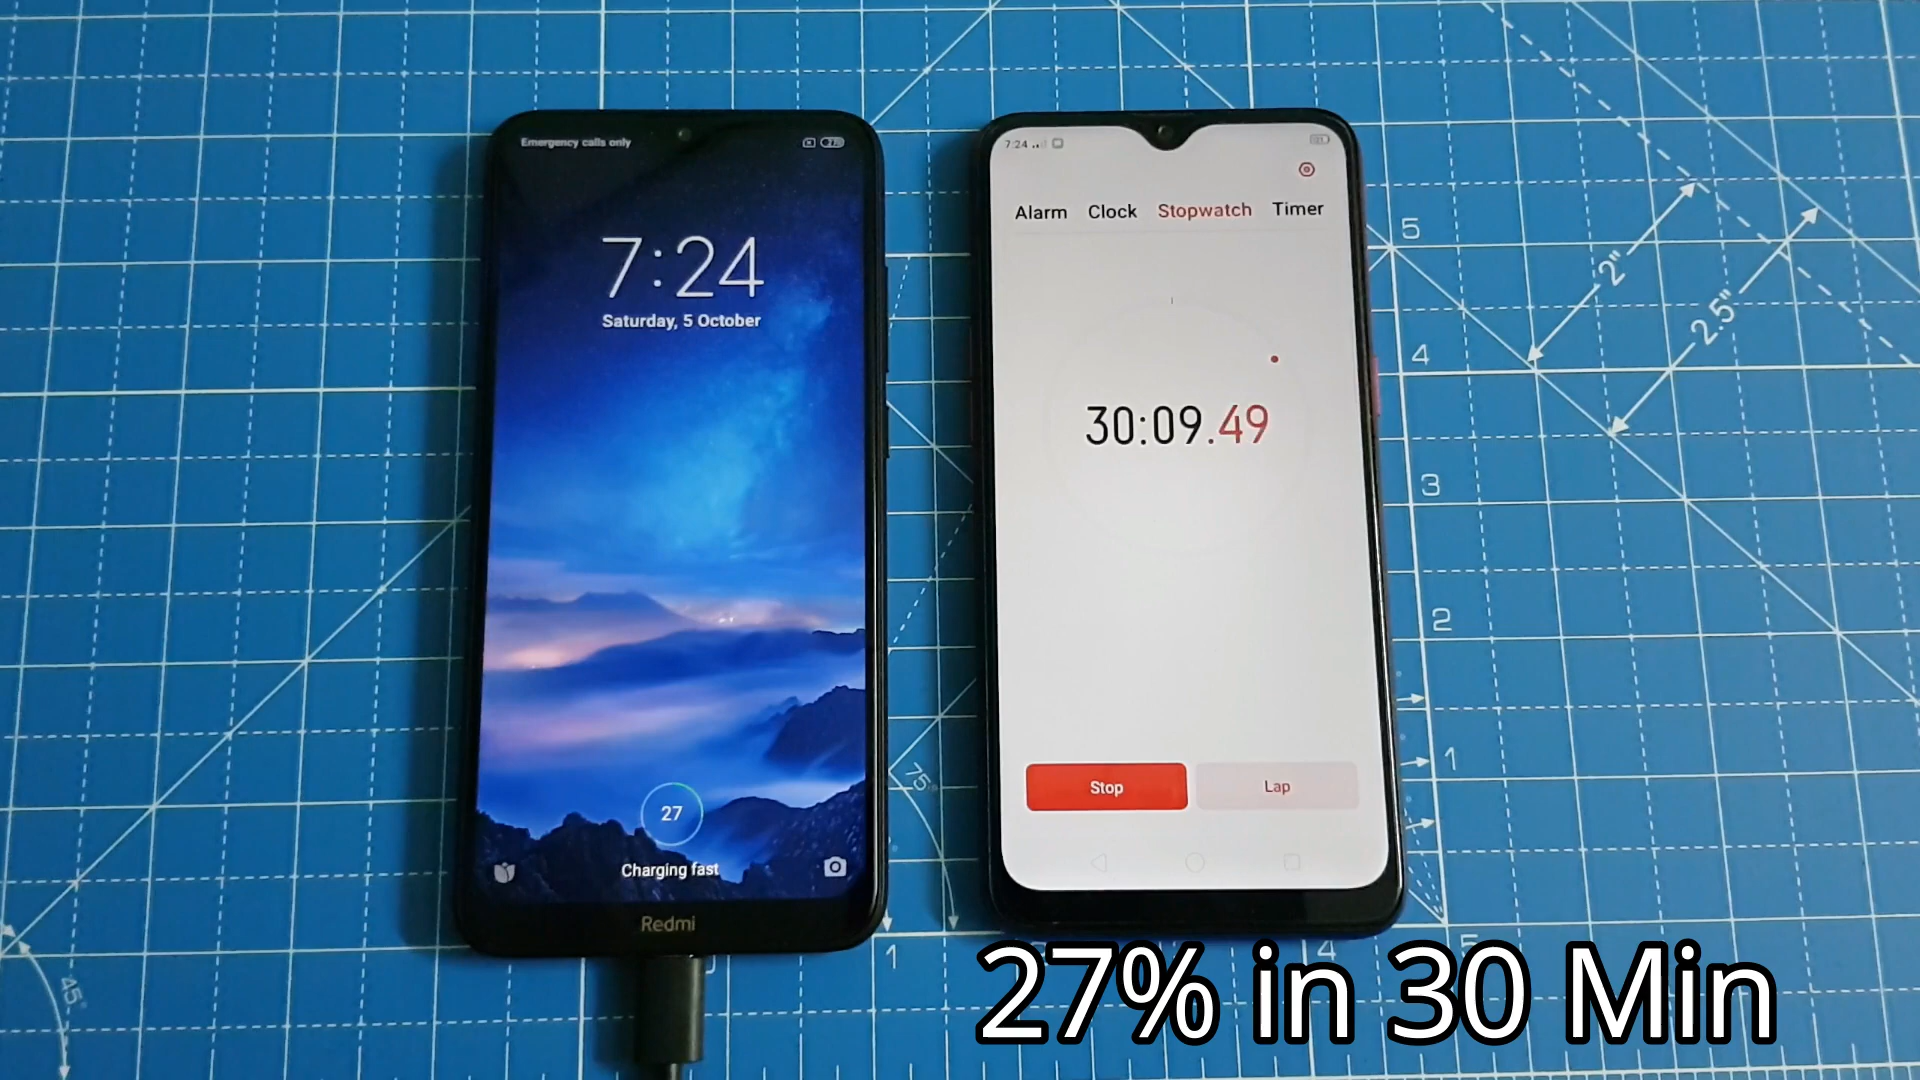 Emergency calls only
7:24
Saturday, 5 October
27
Charging fast
Redmi
7:24
Alarm Clock Stopwatch Timer
30:09.49
Stop Lap
5
4
3
2
1
2"
2.5"
75°
45°
1
4
27% in 30 Min